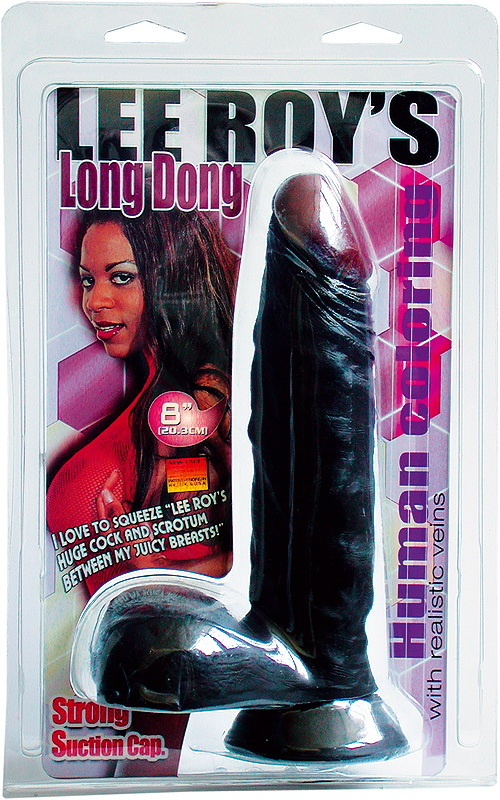 LEE ROY'S
Long Dong
8"
(20.3CM)
I LOVE TO SQUEEZE "LEE ROY'S
HUGE COCK AND SCROTUM
BETWEEN MY JUICY BREASTS!"
Human coloring
with realistic veins
Strong
Suction Cap.